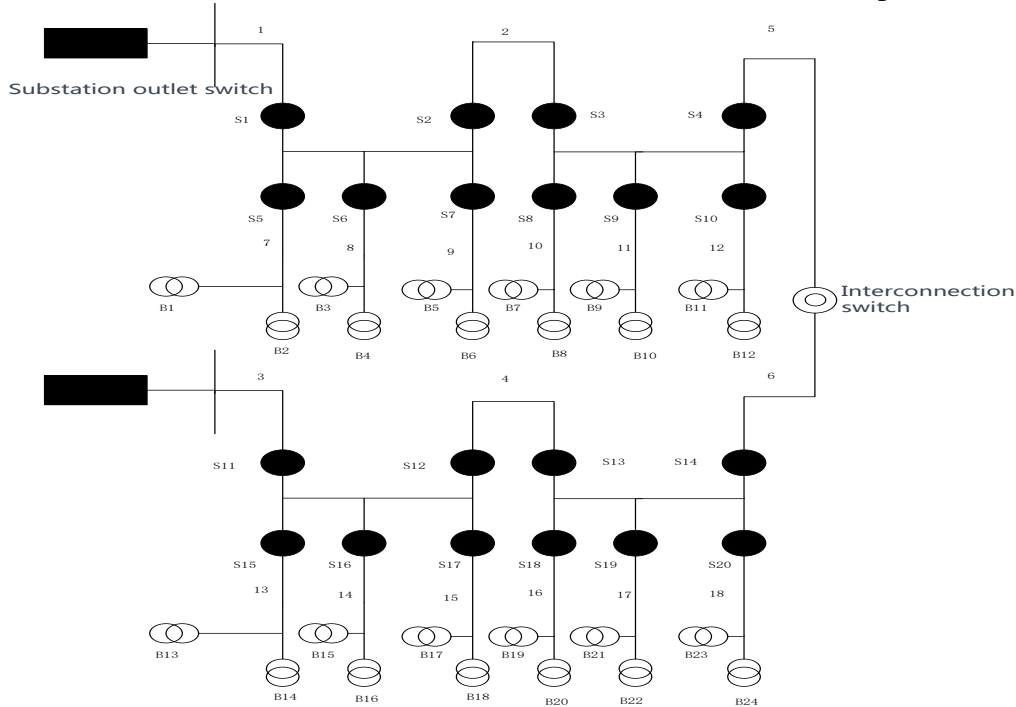 1
2
5
Substation outlet switch
S1
S2
S3
S4
S5
S6
S7
S8
S9
S10
7
8
9
10
11
12
B1
B3
B5
B7
B9
B11
Interconnection
switch
B2
B4
B6
B8
B10
B12
3
4
6
S11
S12
S13
S14
S15
S16
S17
S18
S19
S20
13
14
15
16
17
18
B13
B15
B17
B19
B21
B23
B14
B16
B18
B20
B22
B24